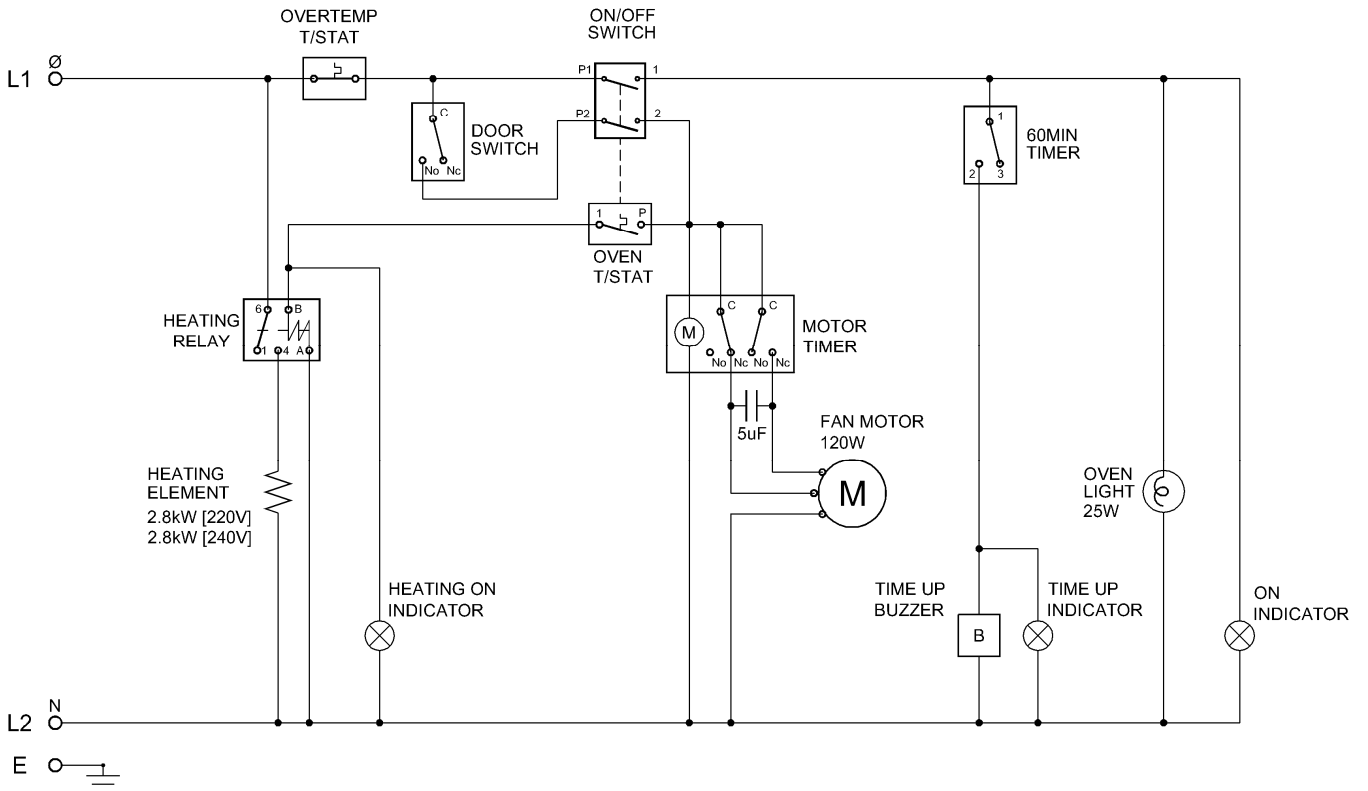 OVERTEMP
T/STAT
ON/OFF
SWITCH
L1
Ø
P1
1
C
DOOR
SWITCH
No Nc
P2
2
1
60MIN
TIMER
2 3
1 P
OVEN
T/STAT
HEATING
RELAY
6 B
1 4 A
C C
M
No Nc No Nc
MOTOR
TIMER
5uF
FAN MOTOR
120W
M
HEATING
ELEMENT
2.8kW [220V]
2.8kW [240V]
OVEN
LIGHT
25W
HEATING ON
INDICATOR
TIME UP
BUZZER
B
TIME UP
INDICATOR
ON
INDICATOR
L2
N
E